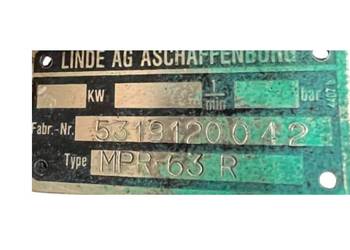 LINDE AG ASCHAFFENBURG
KW 1/min bar
Fabr.-Nr. 5319120042
Type MPR-63 R